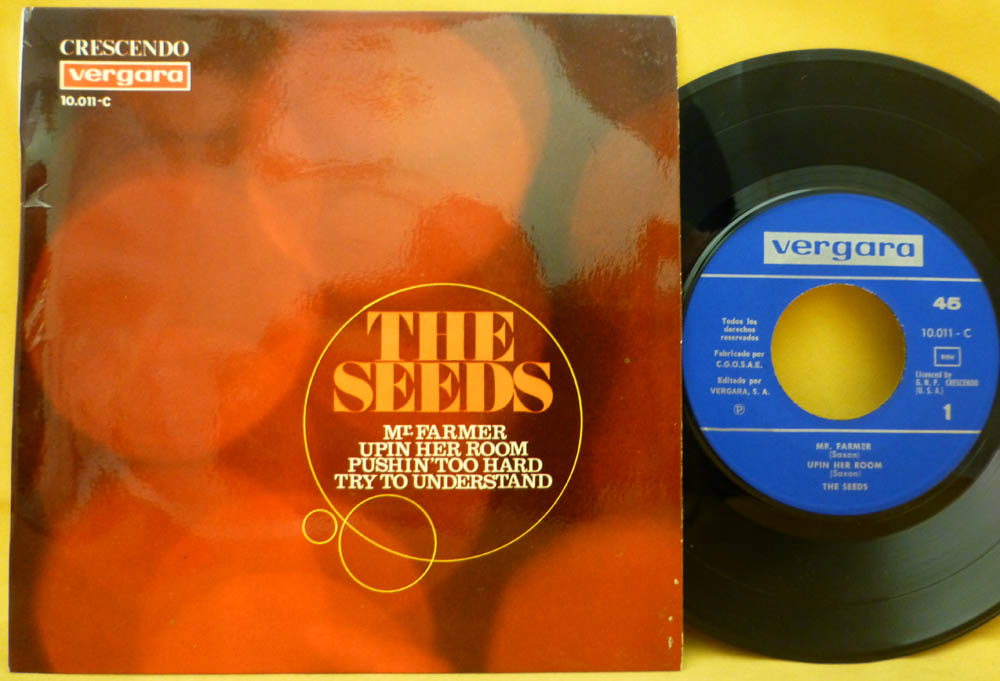 CRESCENDO
vergara
10.011-C
THE
SEEDS
Mr. FARMER
UPIN HER ROOM
PUSHIN' TOO HARD
TRY TO UNDERSTAND
vergara
45
Todos los
derechos
reservados
10.011 - C
Fabricado por
C.G.O.S.A.E.
Editado por
VERGARA, S. A.
Ⓟ
Licenced by
G. N. P. CRESCENDO
(U. S. A.)
1
MR. FARMER
(Saxon)
UPIN HER ROOM
(Saxon)
THE SEEDS